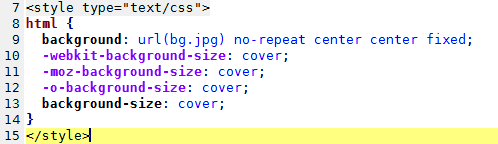 7 <style type="text/css">
8 html {
9 background: url(bg.jpg) no-repeat center center fixed;
10 -webkit-background-size: cover;
11 -moz-background-size: cover;
12 -o-background-size: cover;
13 background-size: cover;
14 }
15 </style>